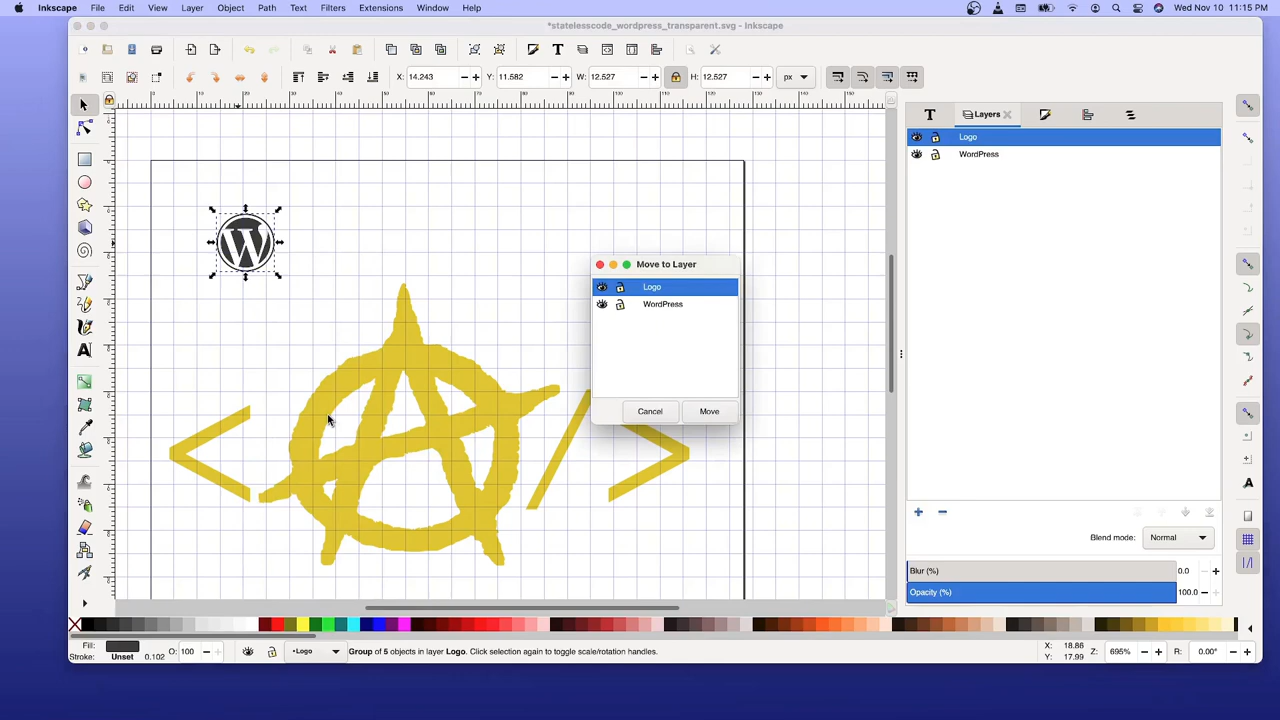 Inkscape File Edit View Layer Object Path Text Filters Extensions Window Help Wed Nov 10 11:15 PM
*statelesscode_wordpress_transparent.svg - Inkscape
X: 14.243 Y: 11.582 W: 12.527 H: 12.527 px
Layers
Logo
WordPress
Move to Layer
Logo
WordPress
Cancel Move
Blend mode: Normal
Blur (%) 0.0
Opacity (%) 100.0
Fill:
Stroke: Unset 0.102
O: 100
•Logo
Group of 5 objects in layer Logo. Click selection again to toggle scale/rotation handles.
X: 18.86
Y: 17.99
Z: 695%
R: 0.00°